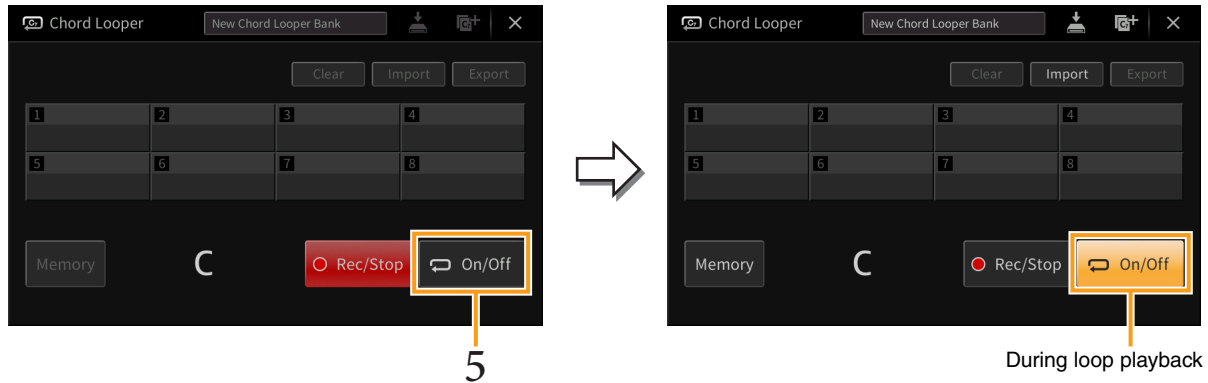 Chord Looper New Chord Looper Bank
Clear Import Export
1 2 3 4
5 6 7 8
Memory C Rec/Stop On/Off
5
Chord Looper New Chord Looper Bank
Clear Import Export
1 2 3 4
5 6 7 8
Memory C Rec/Stop On/Off
During loop playback